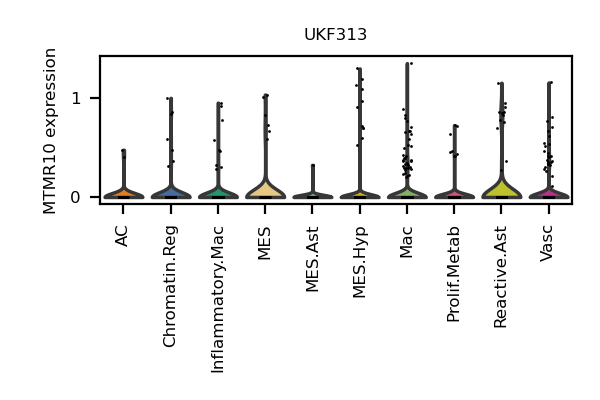 UKF313
MTMR10 expression
1
0
AC
Chromatin.Reg
Inflammatory.Mac
MES
MES.Ast
MES.Hyp
Mac
Prolif.Metab
Reactive.Ast
Vasc